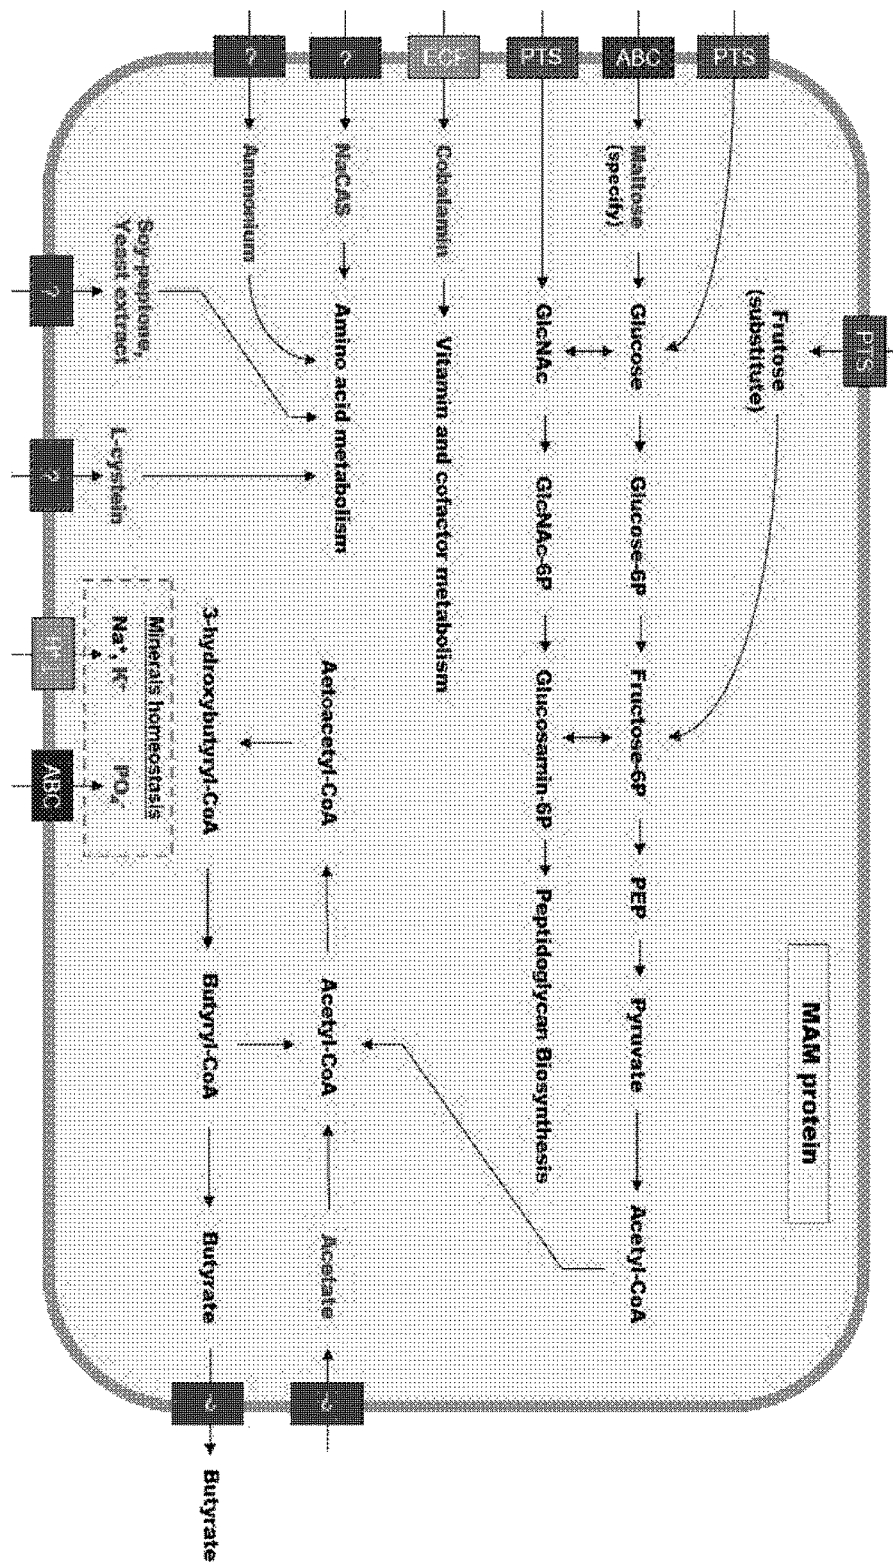 PTS
Frutose
(substitute)
MAM protein
PTS
ABC
Maltose
(specify)
Glucose
Glucose-6P
Fructose-6P
PEP
Pyruvate
Acetyl-CoA
PTS
GlcNAc
GlcNAc-6P
Glucosamin-6P
Peptidoglycan Biosynthesis
ECF
Cobalamin
Vitamin and cofactor metabolism
?
NaCAS
Amino acid metabolism
Aetoacetyl-CoA
Acetyl-CoA
Acetate
?
?
Ammonium
3-hydroxybutyryl-CoA
Butyryl-CoA
Butyrate
?
Butyrate
Soy-peptone,
Yeast extract
L-cystein
Minerals homeostasis
Na⁺, K⁺
PO₄⁻
?
?
ABC